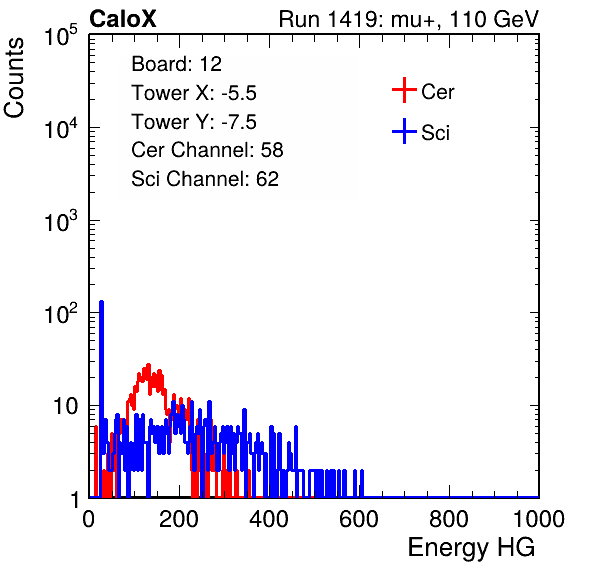 CaloX Run 1419: mu+, 110 GeV
Counts
10^5
10^4
10^3
10^2
10
1
Board: 12
Tower X: -5.5
Tower Y: -7.5
Cer Channel: 58
Sci Channel: 62
Cer
Sci
0 200 400 600 800 1000
Energy HG